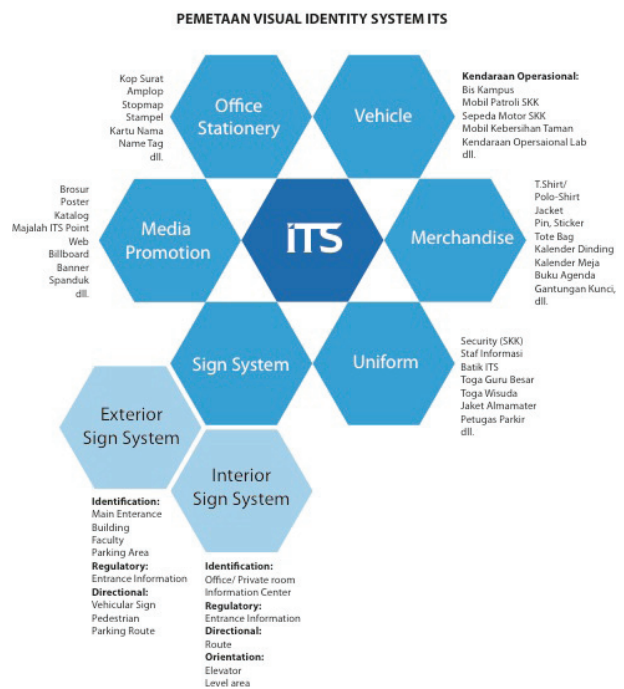 PEMETAAN VISUAL IDENTITY SYSTEM ITS
Kop Surat
Amplop
Stopmap
Stampel
Kartu Nama
Name Tag
dll.
Office
Stationery
Vehicle
Kendaraan Operasional:
Bis Kampus
Mobil Patroli SKK
Sepeda Motor SKK
Mobil Kebersihan Taman
Kendaraan Opersaional Lab
dll.
Brosur
Poster
Katalog
Majalah ITS Point
Web
Billboard
Banner
Spanduk
dll.
Media
Promotion
iTS
Merchandise
T.Shirt/
Polo-Shirt
Jacket
Pin, Sticker
Tote Bag
Kalender Dinding
Kalender Meja
Buku Agenda
Gantungan Kunci,
dll.
Sign System
Uniform
Security (SKK)
Staf Informasi
Batik ITS
Toga Guru Besar
Toga Wisuda
Jaket Almamater
Petugas Parkir
dll.
Exterior
Sign System
Interior
Sign System
Identification:
Main Enterance
Building
Faculty
Parking Area
Regulatory:
Entrance Information
Directional:
Vehicular Sign
Pedestrian
Parking Route
Identification:
Office/ Private room
Information Center
Regulatory:
Entrance Information
Directional:
Route
Orientation:
Elevator
Level area